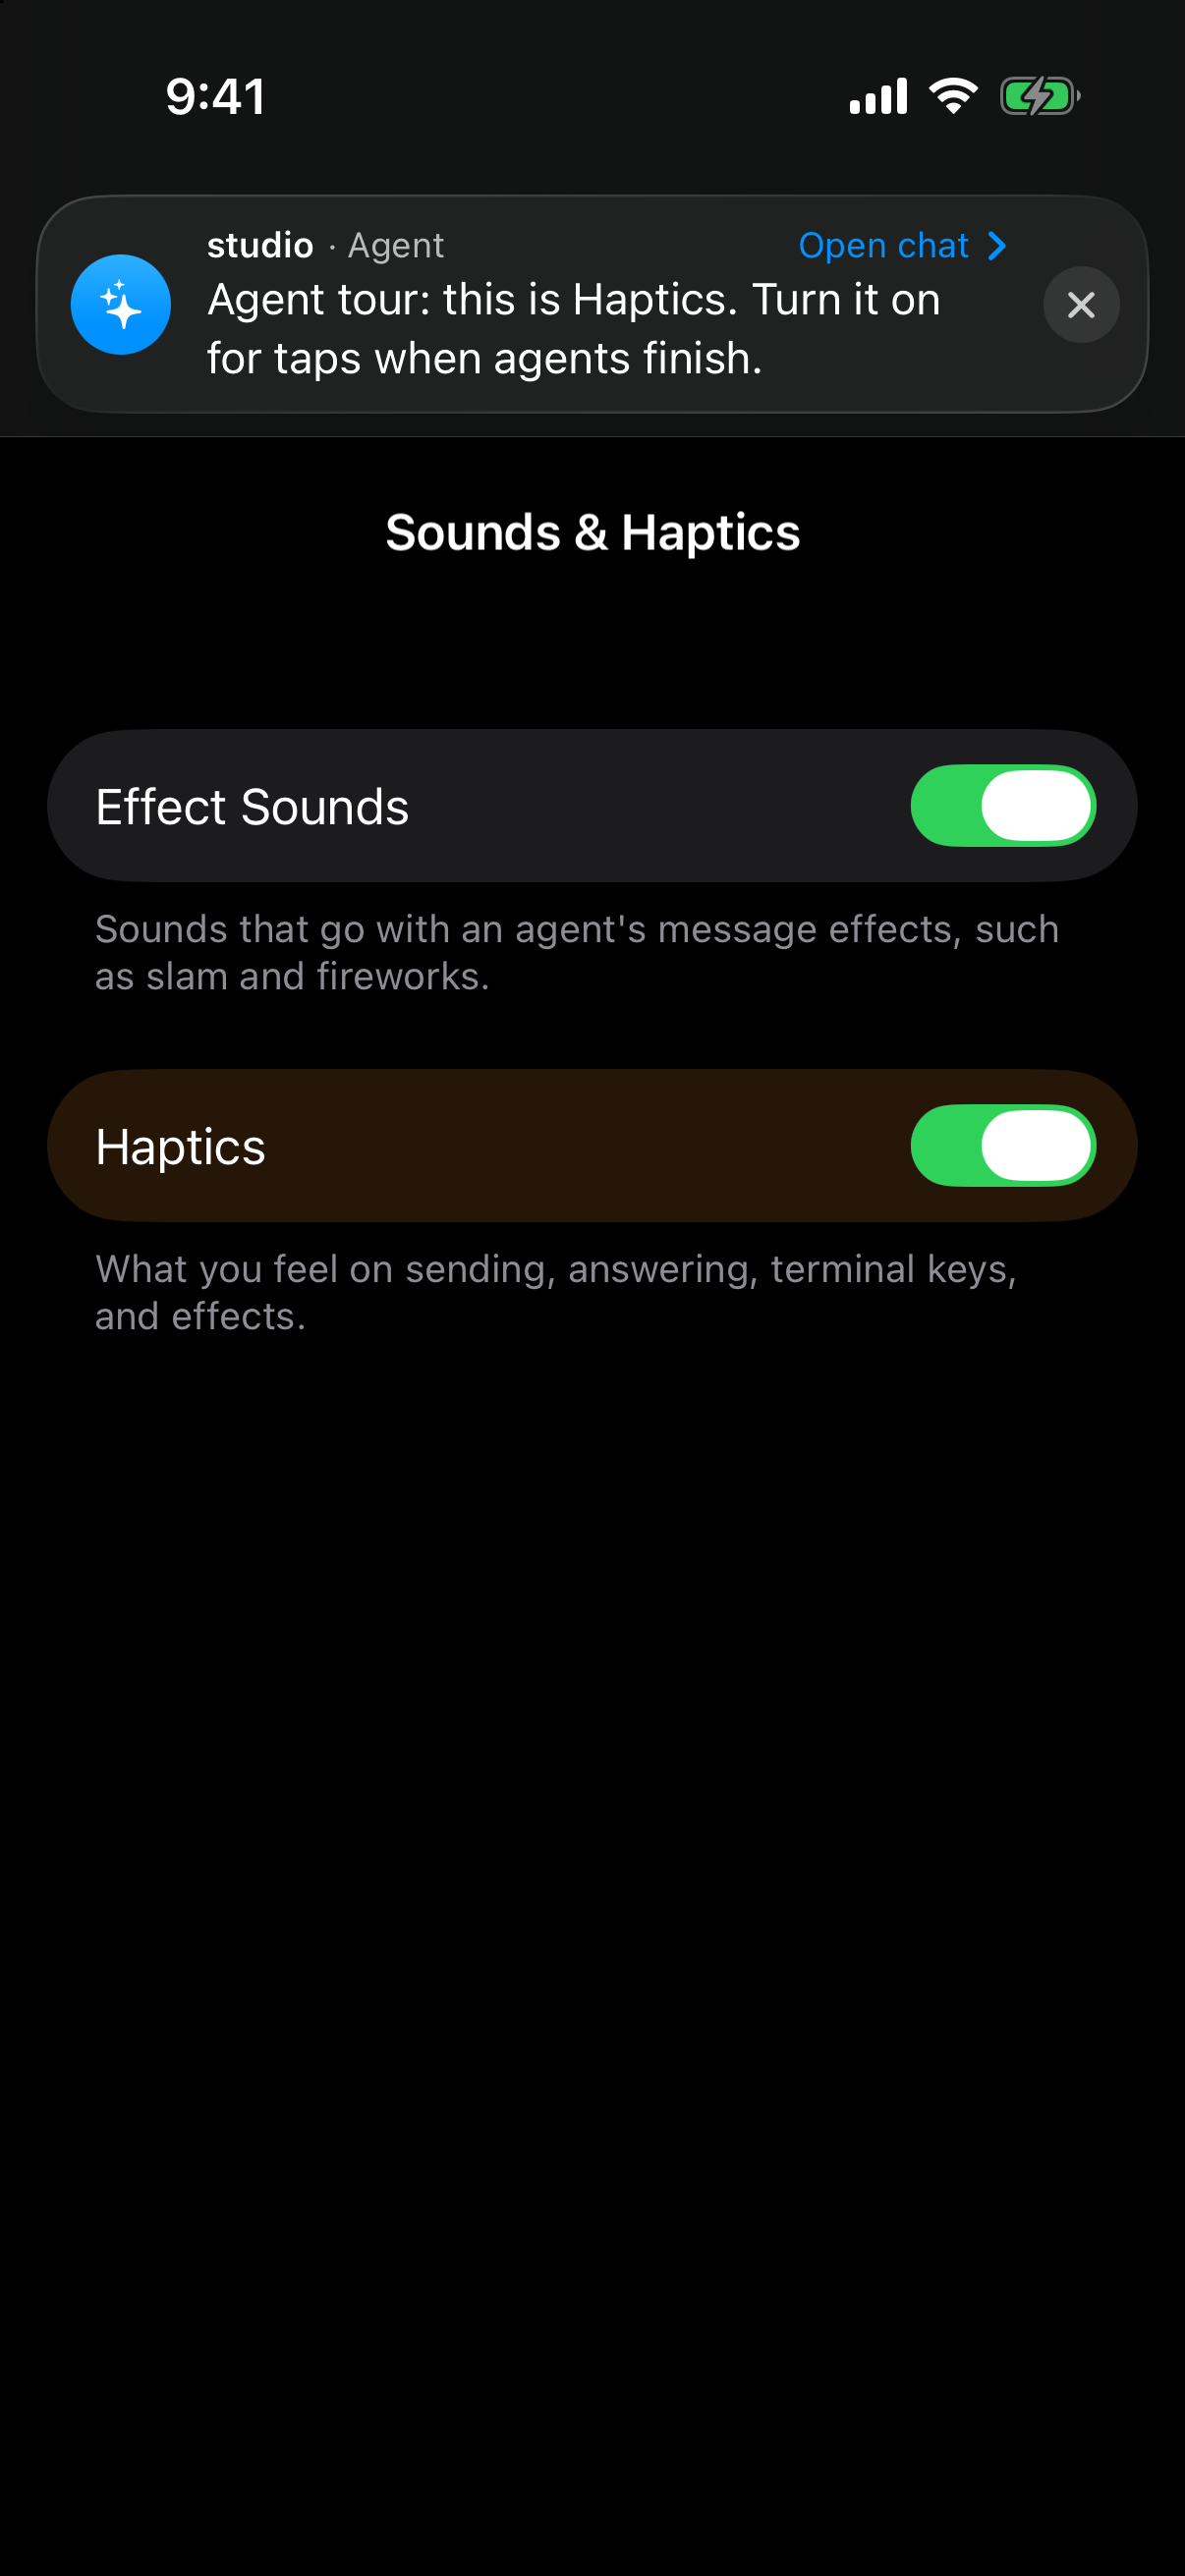 9:41
studio · Agent
Open chat
Agent tour: this is Haptics. Turn it on
for taps when agents finish.
Sounds & Haptics
Effect Sounds
Sounds that go with an agent's message effects, such
as slam and fireworks.
Haptics
What you feel on sending, answering, terminal keys,
and effects.